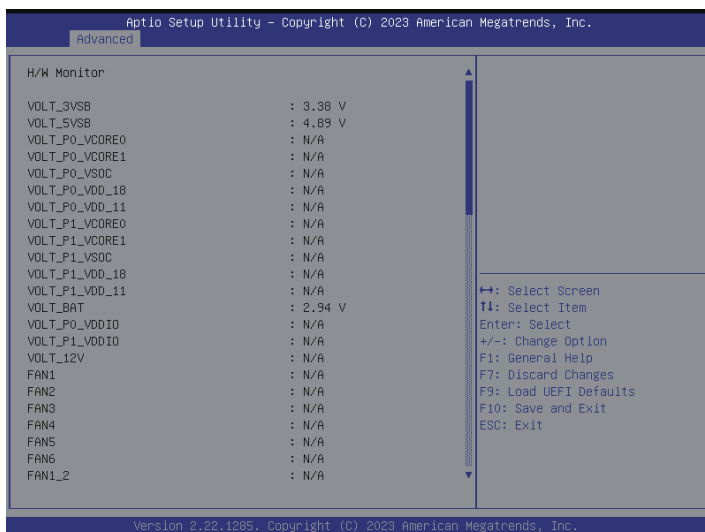 Aptio Setup Utility – Copyright (C) 2023 American Megatrends, Inc.
Advanced
H/W Monitor
VOLT_3VSB : 3.38 V
VOLT_5VSB : 4.89 V
VOLT_P0_VCORE0 : N/A
VOLT_P0_VCORE1 : N/A
VOLT_P0_VSOC : N/A
VOLT_P0_VDD_18 : N/A
VOLT_P0_VDD_11 : N/A
VOLT_P1_VCORE0 : N/A
VOLT_P1_VCORE1 : N/A
VOLT_P1_VSOC : N/A
VOLT_P1_VDD_18 : N/A
VOLT_P1_VDD_11 : N/A
VOLT_BAT : 2.94 V
VOLT_P0_VDDIO : N/A
VOLT_P1_VDDIO : N/A
VOLT_12V : N/A
FAN1 : N/A
FAN2 : N/A
FAN3 : N/A
FAN4 : N/A
FAN5 : N/A
FAN6 : N/A
FAN1_2 : N/A
↔: Select Screen
↑↓: Select Item
Enter: Select
+/-: Change Option
F1: General Help
F7: Discard Changes
F9: Load UEFI Defaults
F10: Save and Exit
ESC: Exit
Version 2.22.1285. Copyright (C) 2023 American Megatrends, Inc.